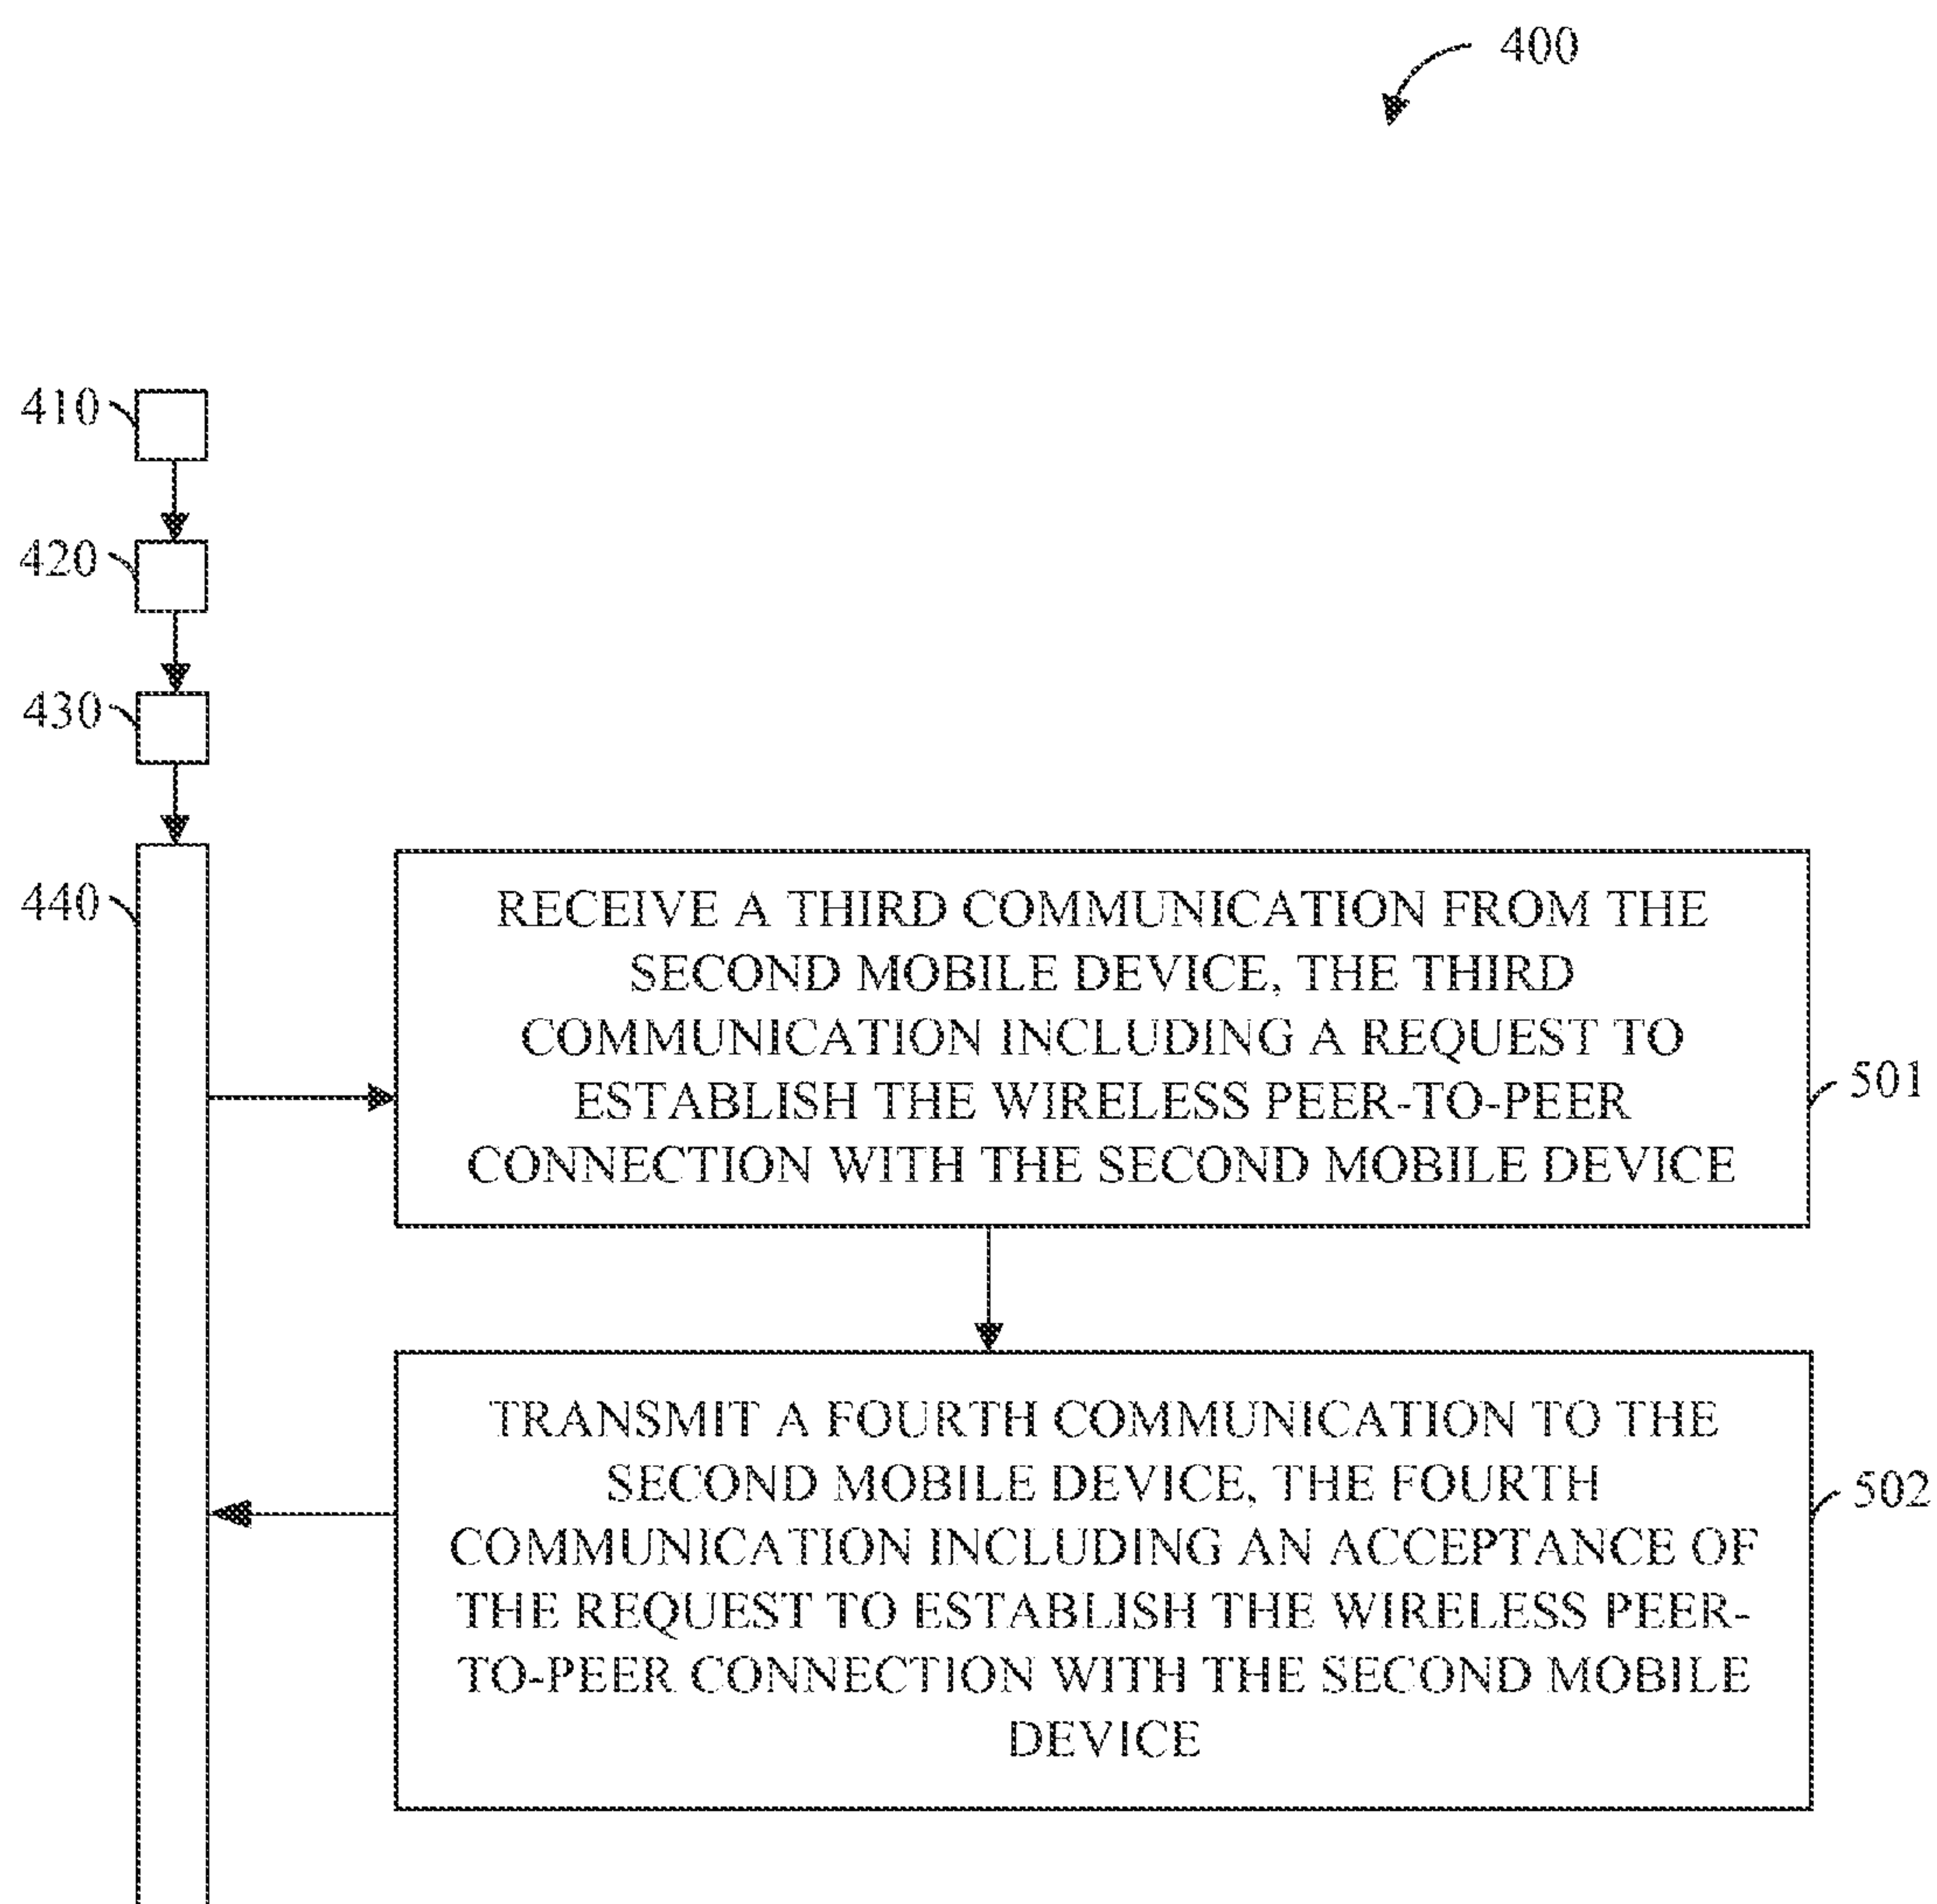 400
410
420
430
440
RECEIVE A THIRD COMMUNICATION FROM THE
SECOND MOBILE DEVICE, THE THIRD
COMMUNICATION INCLUDING A REQUEST TO
ESTABLISH THE WIRELESS PEER-TO-PEER
CONNECTION WITH THE SECOND MOBILE DEVICE
501
TRANSMIT A FOURTH COMMUNICATION TO THE
SECOND MOBILE DEVICE, THE FOURTH
COMMUNICATION INCLUDING AN ACCEPTANCE OF
THE REQUEST TO ESTABLISH THE WIRELESS PEER-
TO-PEER CONNECTION WITH THE SECOND MOBILE
DEVICE
502